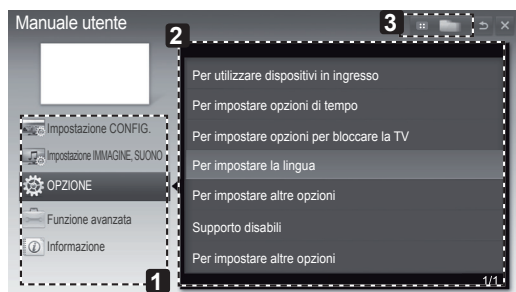 Manuale utente
3
2
Per utilizzare dispositivi in ingresso
Per impostare opzioni di tempo
Per impostare opzioni per bloccare la TV
Per impostare la lingua
Per impostare altre opzioni
Supporto disabili
Per impostare altre opzioni
1/1
Impostazione CONFIG.
Impostazione IMMAGINE, SUONO
OPZIONE
Funzione avanzata
Informazione
1